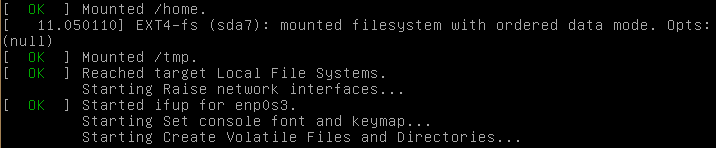 [  OK  ] Mounted /home.
[   11.050110] EXT4-fs (sda7): mounted filesystem with ordered data mode. Opts:
(null)
[  OK  ] Mounted /tmp.
[  OK  ] Reached target Local File Systems.
         Starting Raise network interfaces...
[  OK  ] Started ifup for enp0s3.
         Starting Set console font and keymap...
         Starting Create Volatile Files and Directories...